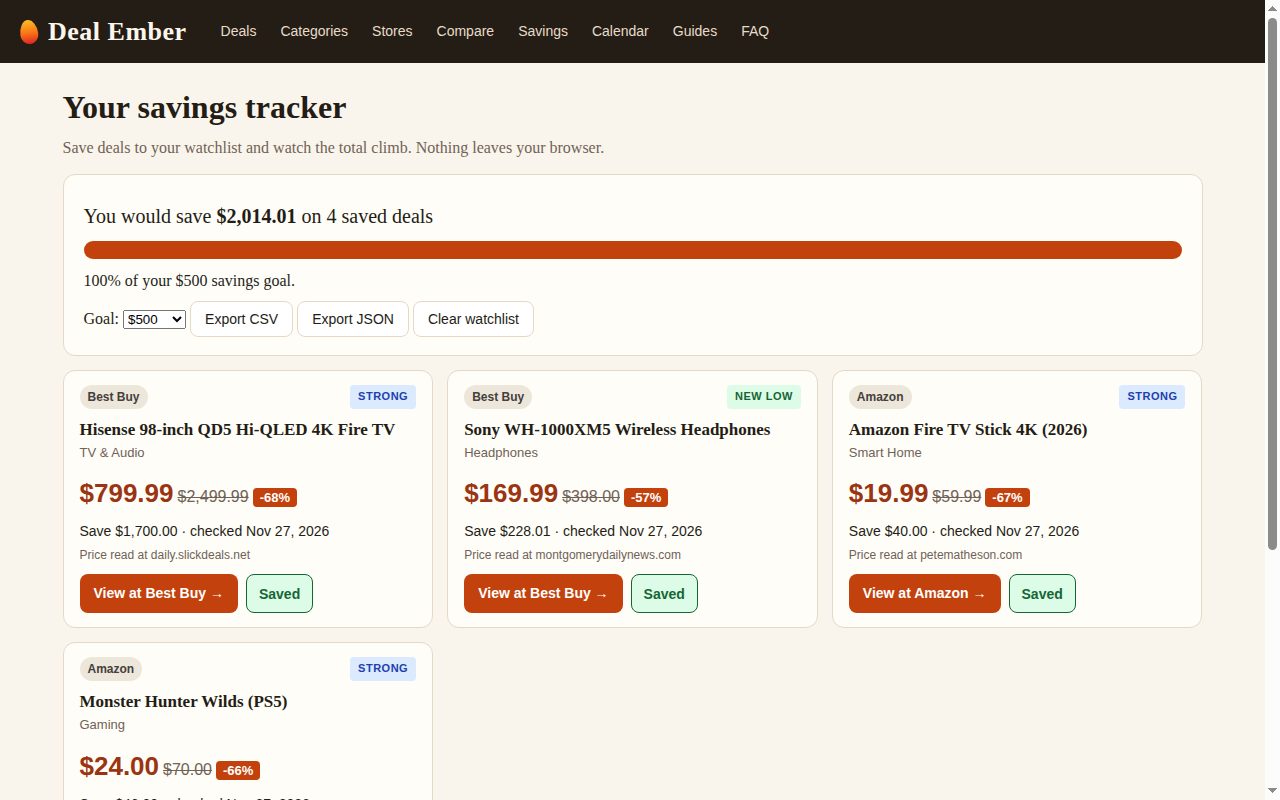 Deal Ember
Deals Categories Stores Compare Savings Calendar Guides FAQ
Your savings tracker
Save deals to your watchlist and watch the total climb. Nothing leaves your browser.
You would save $2,014.01 on 4 saved deals
100% of your $500 savings goal.
Goal: $500 Export CSV Export JSON Clear watchlist
Best Buy STRONG
Hisense 98-inch QD5 Hi-QLED 4K Fire TV
TV & Audio
$799.99 $2,499.99 -68%
Save $1,700.00 · checked Nov 27, 2026
Price read at daily.slickdeals.net
View at Best Buy → Saved
Best Buy NEW LOW
Sony WH-1000XM5 Wireless Headphones
Headphones
$169.99 $398.00 -57%
Save $228.01 · checked Nov 27, 2026
Price read at montgomerydailynews.com
View at Best Buy → Saved
Amazon STRONG
Amazon Fire TV Stick 4K (2026)
Smart Home
$19.99 $59.99 -67%
Save $40.00 · checked Nov 27, 2026
Price read at petematheson.com
View at Amazon → Saved
Amazon STRONG
Monster Hunter Wilds (PS5)
Gaming
$24.00 $70.00 -66%